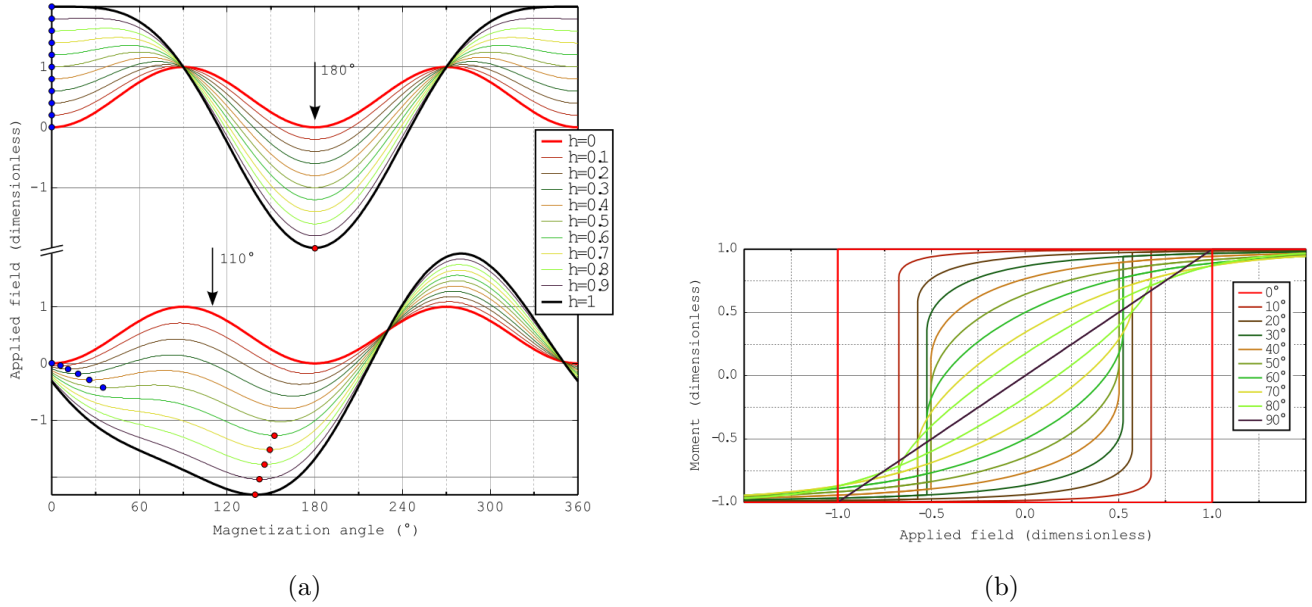 Applied field (dimensionless)
1
0
-1
1
0
-1
180°
110°
h=0
h=0.1
h=0.2
h=0.3
h=0.4
h=0.5
h=0.6
h=0.7
h=0.8
h=0.9
h=1
0 60 120 180 240 300 360
Magnetization angle (°)
(a)
Moment (dimensionless)
1.0
0.5
0.0
-0.5
-1.0
0°
10°
20°
30°
40°
50°
60°
70°
80°
90°
-1.0 -0.5 0.0 0.5 1.0
Applied field (dimensionless)
(b)